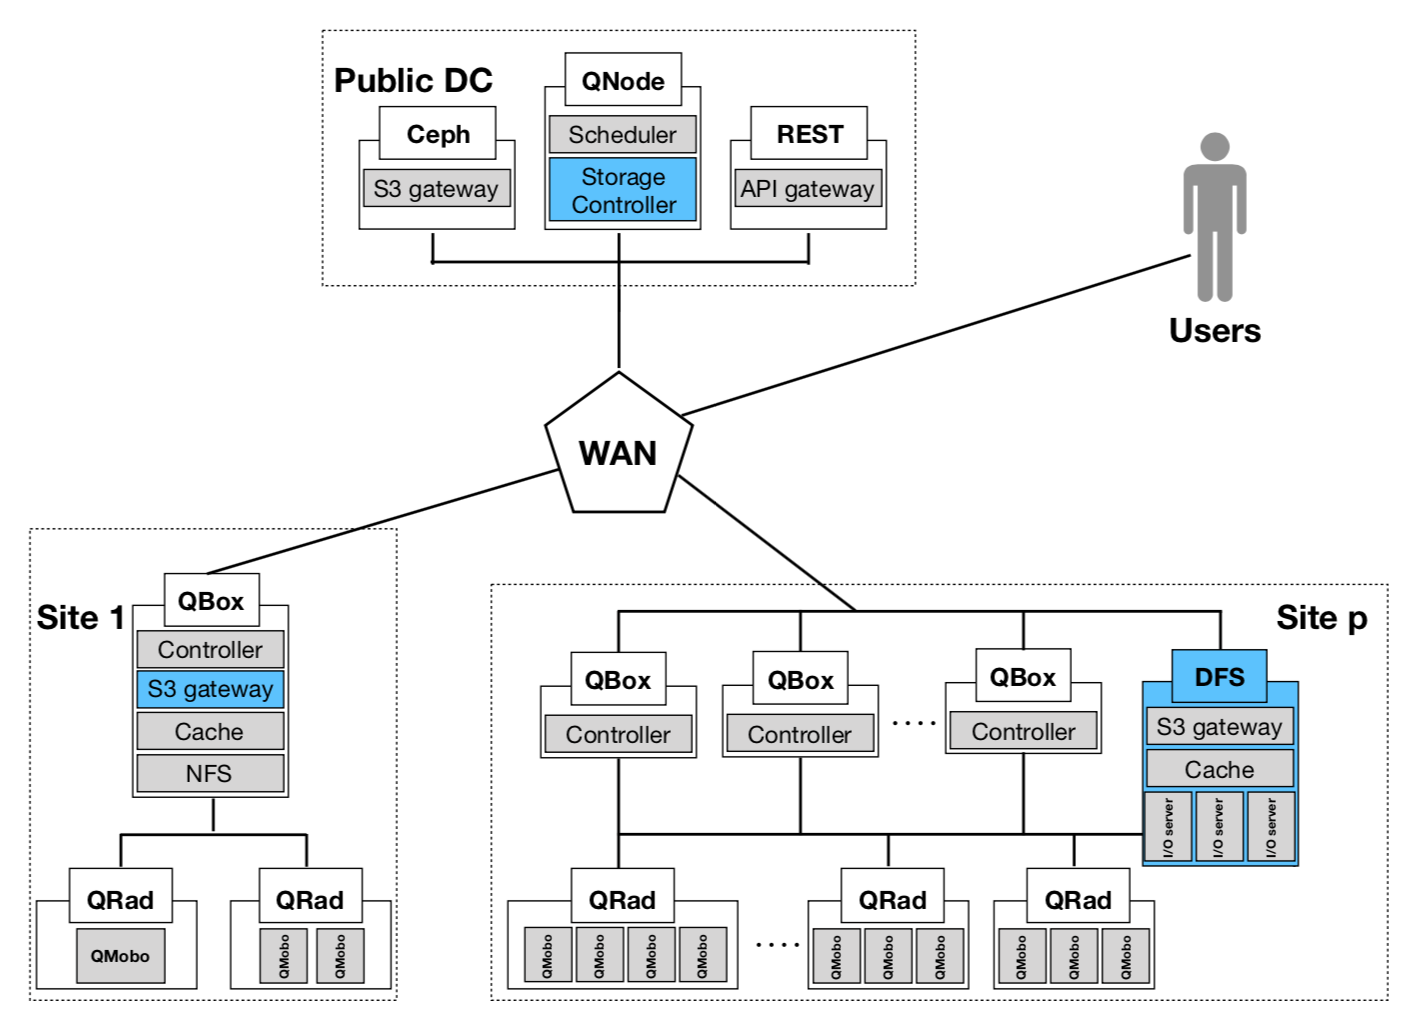 Public DC
QNode
Ceph
REST
Scheduler
S3 gateway
Storage
Controller
API gateway
Users
WAN
Site 1
QBox
Controller
S3 gateway
Cache
NFS
QRad
QMobo
QRad
QMobo
QMobo
Site p
QBox
Controller
QBox
Controller
....
QBox
Controller
DFS
S3 gateway
Cache
I/O server
I/O server
I/O server
QRad
QMobo
QMobo
QMobo
QMobo
....
QRad
QMobo
QMobo
QMobo
QRad
QMobo
QMobo
QMobo